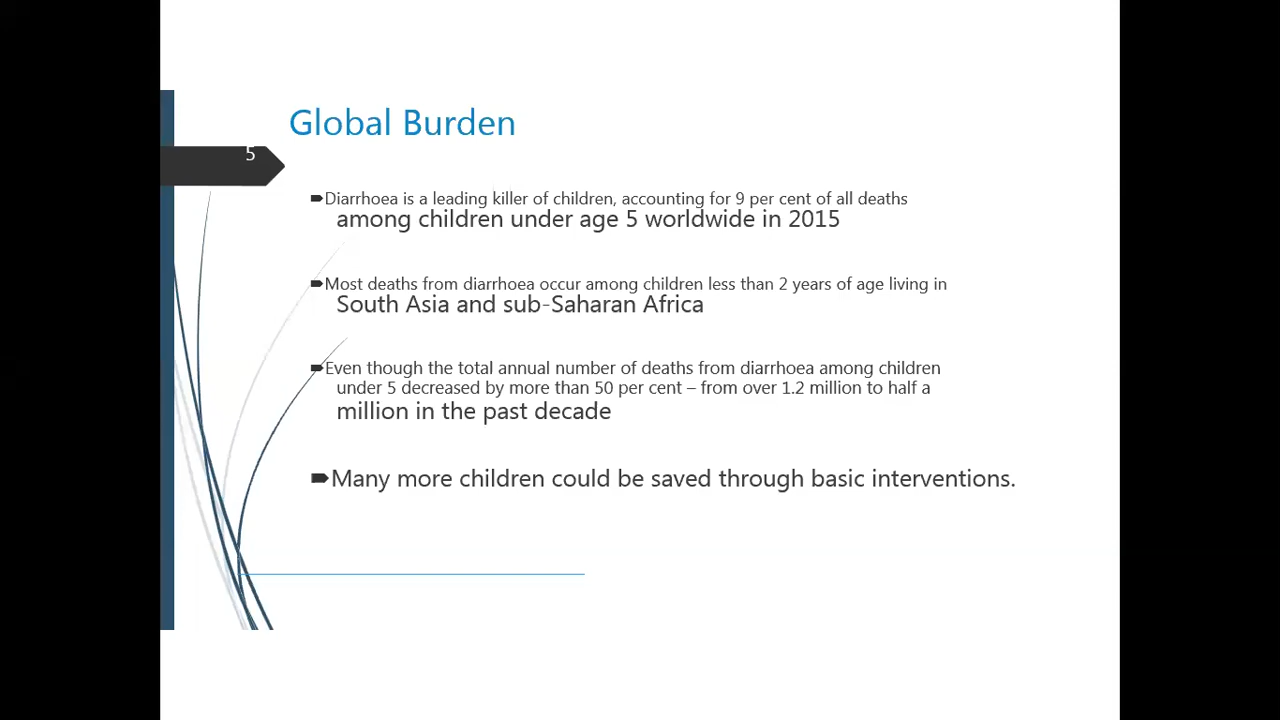 Global Burden
5
Diarrhoea is a leading killer of children, accounting for 9 per cent of all deaths
among children under age 5 worldwide in 2015
Most deaths from diarrhoea occur among children less than 2 years of age living in
South Asia and sub-Saharan Africa
Even though the total annual number of deaths from diarrhoea among children
under 5 decreased by more than 50 per cent – from over 1.2 million to half a
million in the past decade
Many more children could be saved through basic interventions.